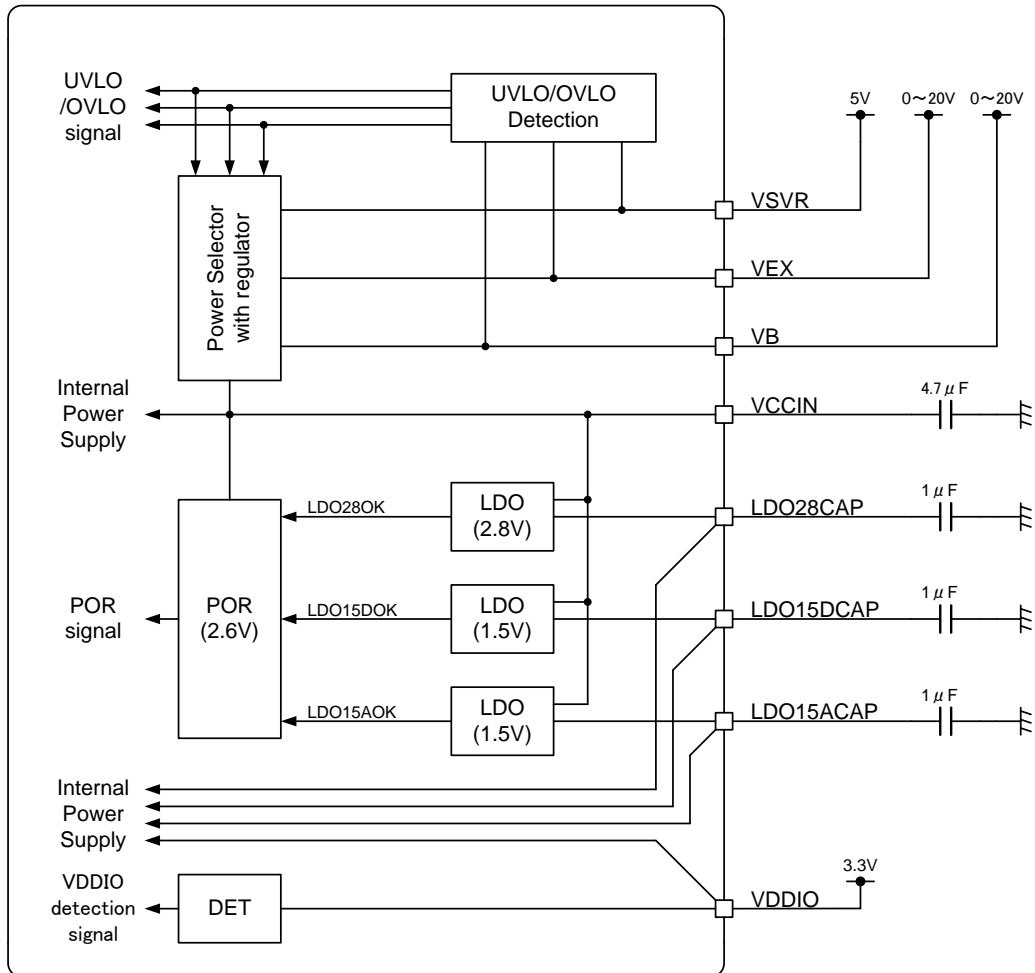 UVLO
/OVLO
signal
UVLO/OVLO
Detection
5V
0～20V
0～20V
Power Selector
with regulator
VSVR
VEX
VB
Internal
Power
Supply
VCCIN
4.7μF
LDO28OK
LDO
(2.8V)
LDO28CAP
1μF
POR
signal
POR
(2.6V)
LDO15DOK
LDO
(1.5V)
LDO15DCAP
1μF
LDO15AOK
LDO
(1.5V)
LDO15ACAP
1μF
Internal
Power
Supply
VDDIO
detection
signal
DET
VDDIO
3.3V